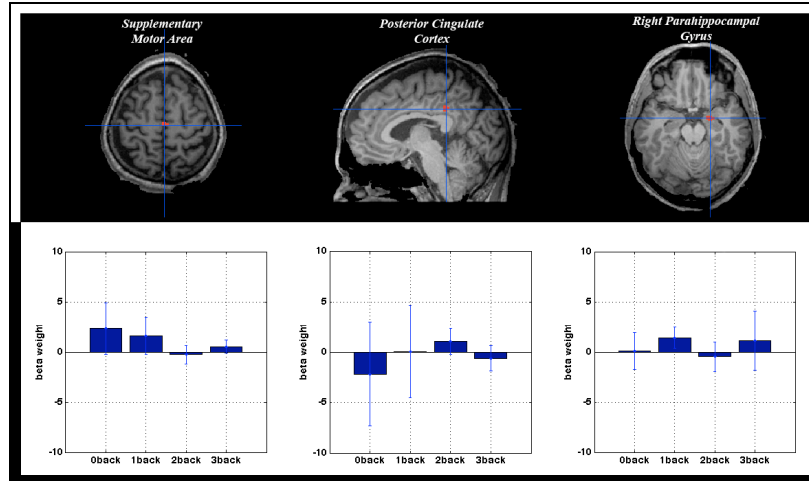 Supplementary
Motor Area
Posterior Cingulate
Cortex
Right Parahippocampal
Gyrus
10
5
0
-5
-10
beta weight
0back 1back 2back 3back
10
5
0
-5
-10
beta weight
0back 1back 2back 3back
10
5
0
-5
-10
beta weight
0back 1back 2back 3back